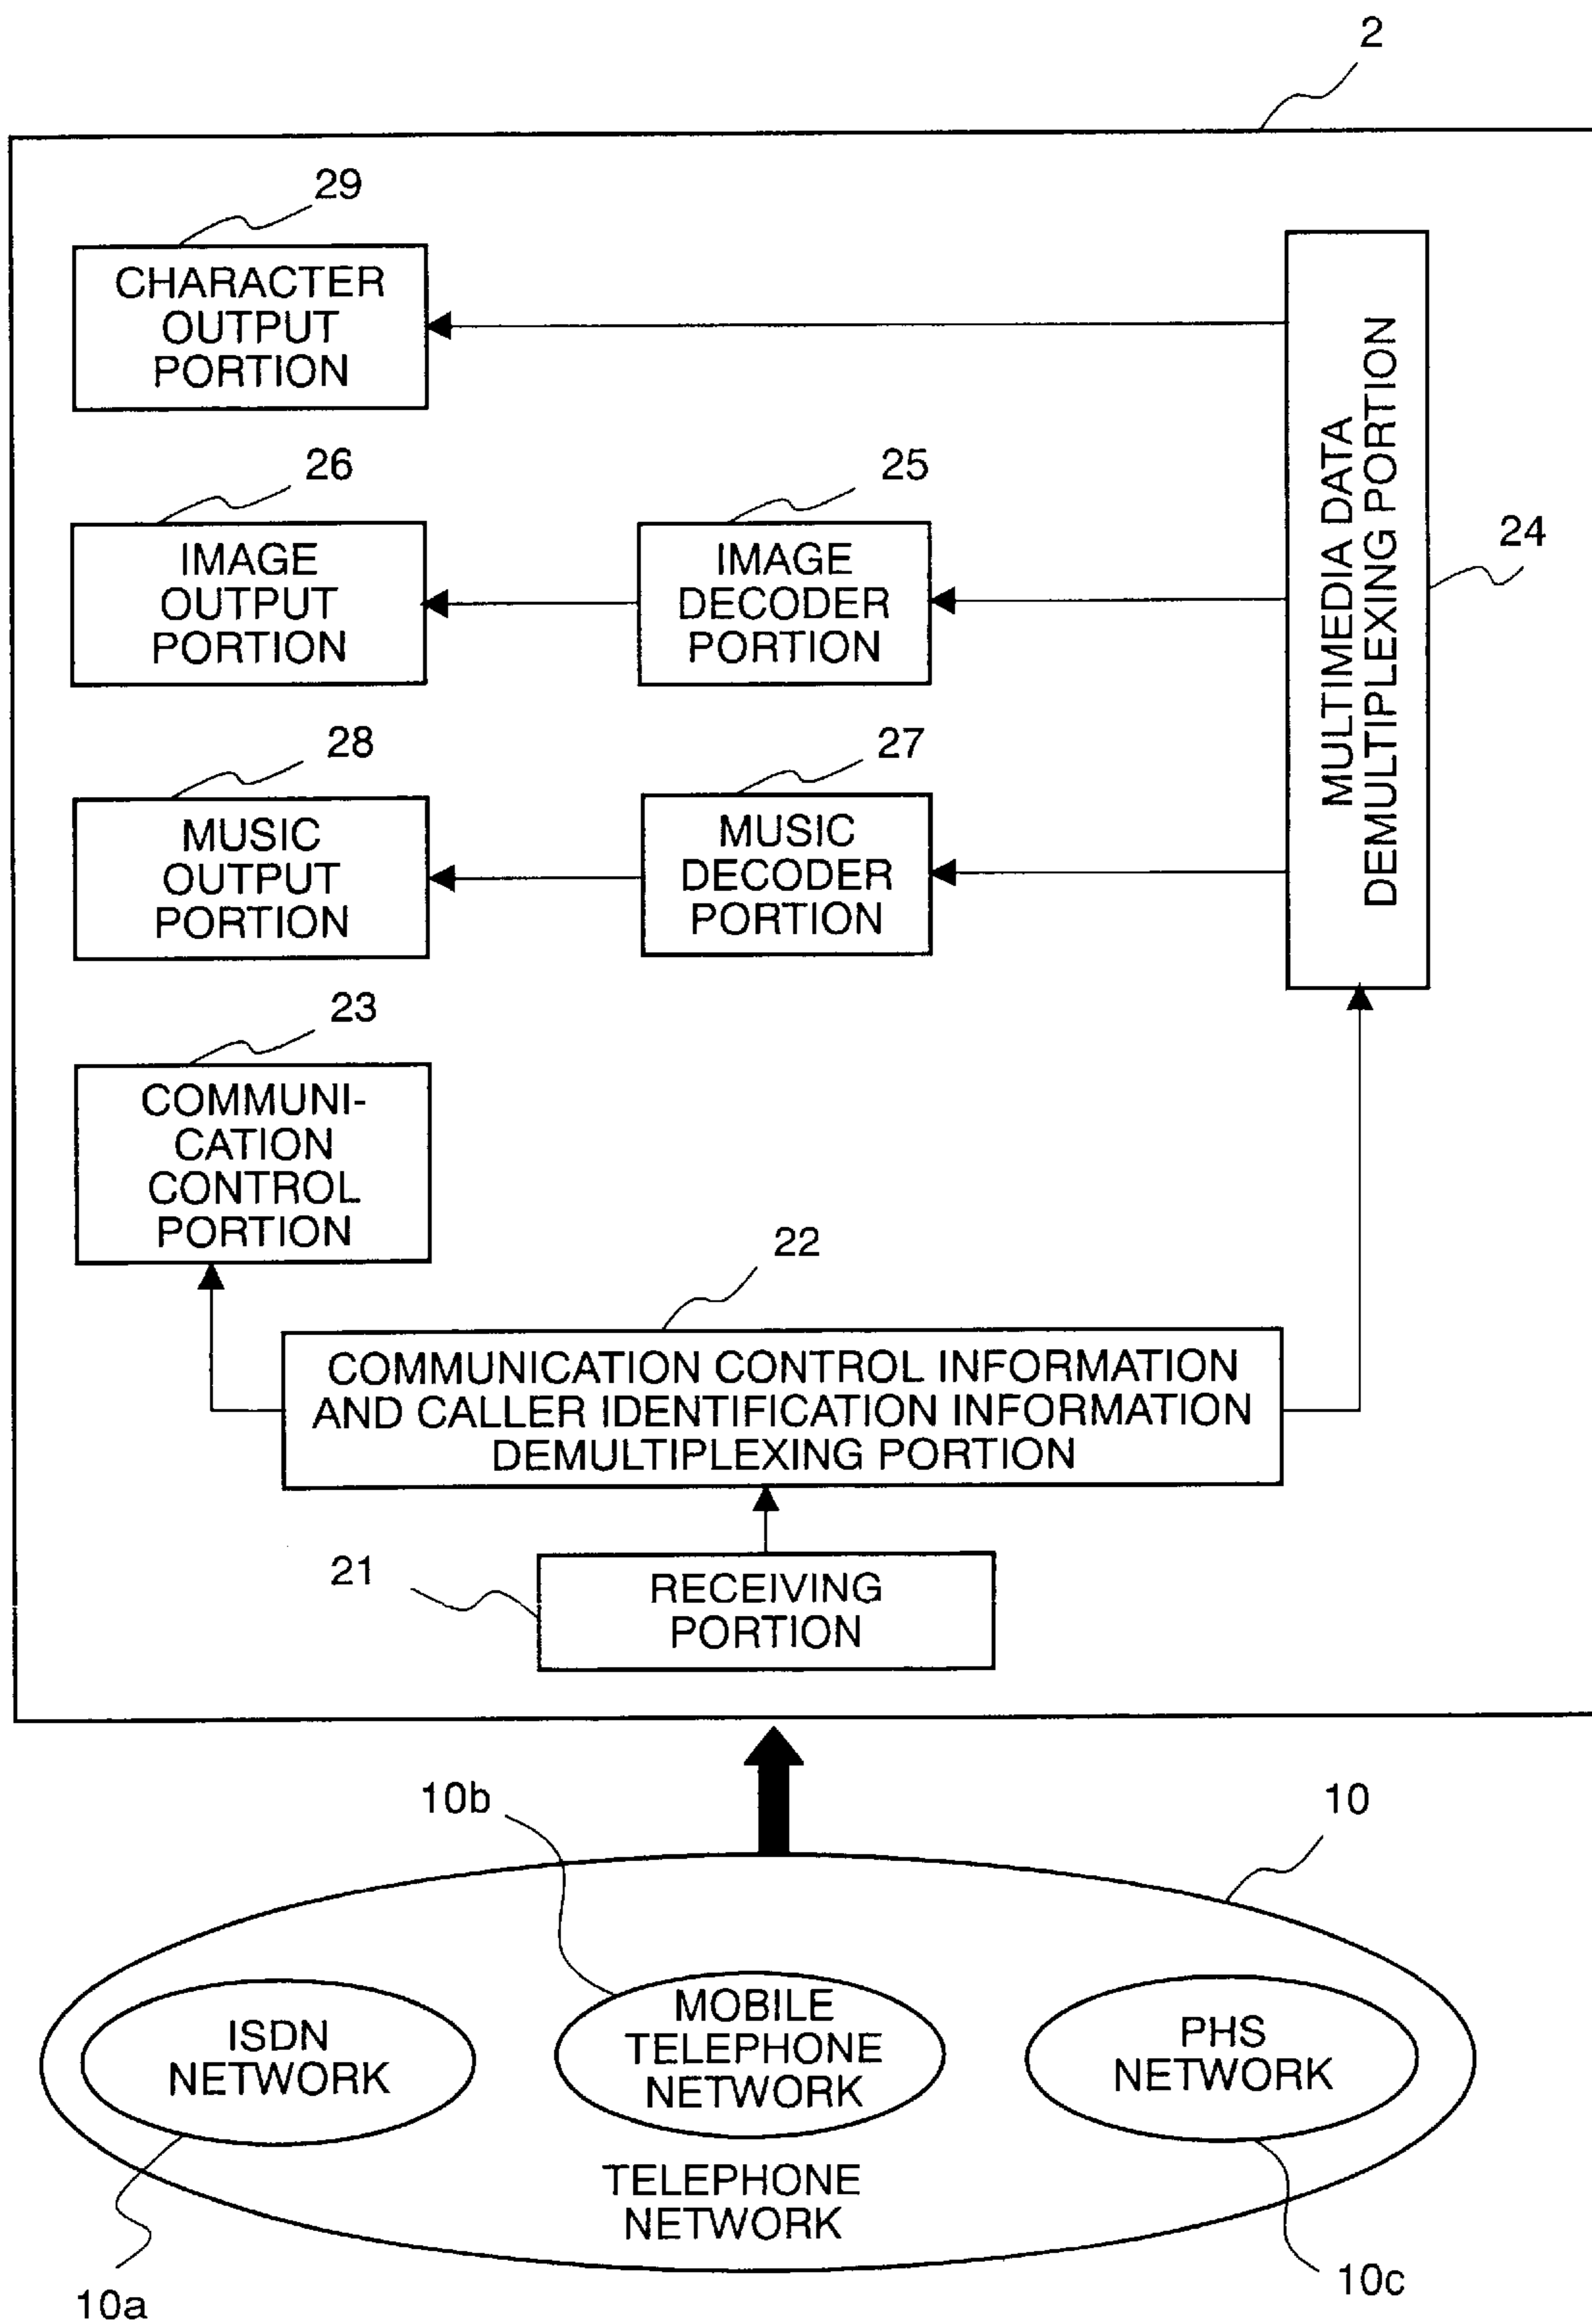 2
29
CHARACTER
OUTPUT
PORTION
26
IMAGE
OUTPUT
PORTION
25
IMAGE
DECODER
PORTION
MULTIMEDIA DATA
DEMULTIPLEXING PORTION
24
28
MUSIC
OUTPUT
PORTION
27
MUSIC
DECODER
PORTION
23
COMMUNI-
CATION
CONTROL
PORTION
22
COMMUNICATION CONTROL INFORMATION
AND CALLER IDENTIFICATION INFORMATION
DEMULTIPLEXING PORTION
21
RECEIVING
PORTION
10b
10
ISDN
NETWORK
MOBILE
TELEPHONE
NETWORK
PHS
NETWORK
TELEPHONE
NETWORK
10a
10c